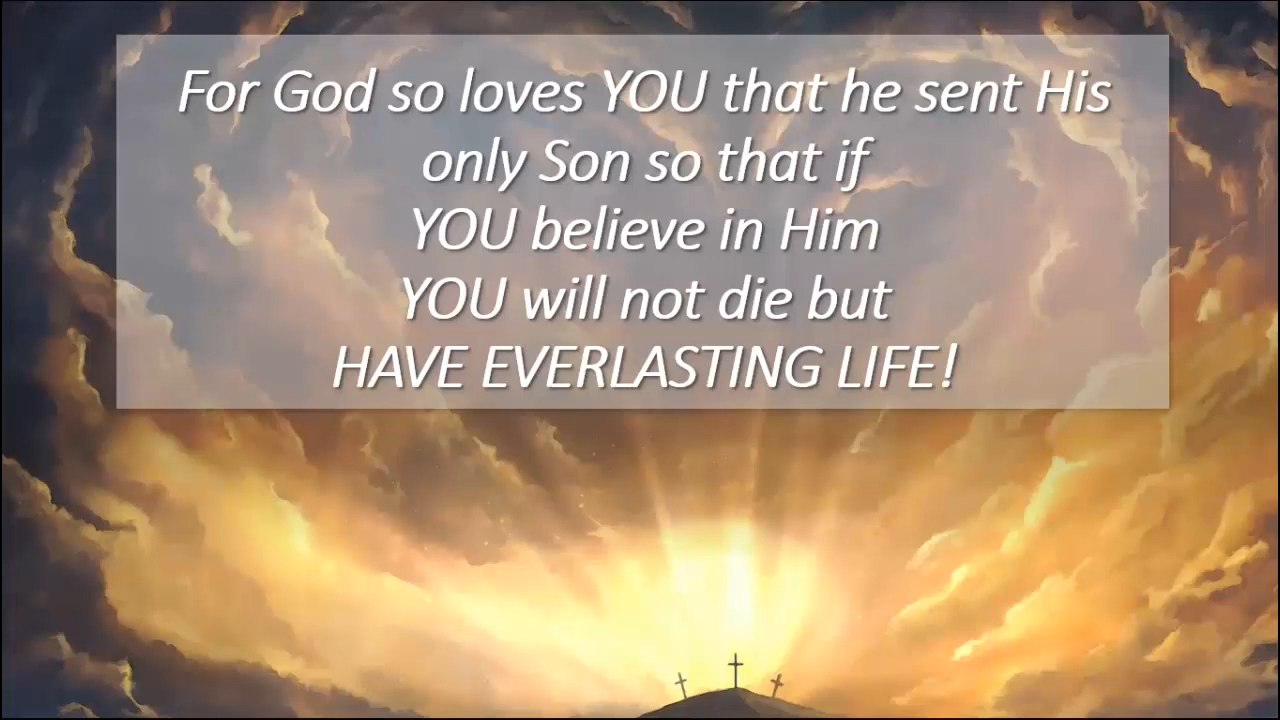 For God so loves YOU that he sent His
only Son so that if
YOU believe in Him
YOU will not die but
HAVE EVERLASTING LIFE!